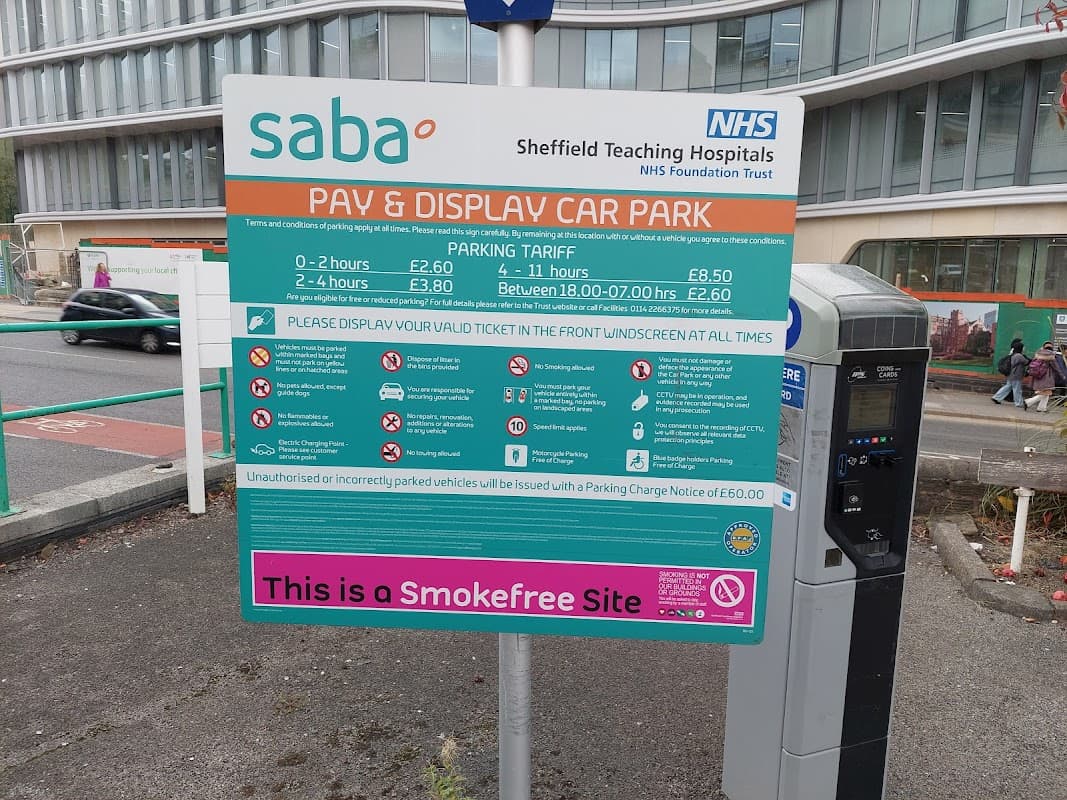 saba
NHS
Sheffield Teaching Hospitals
NHS Foundation Trust
PAY & DISPLAY CAR PARK
Terms and conditions of parking apply at all times. Please read this sign carefully. By remaining at this location with or without a vehicle you agree to these conditions.
PARKING TARIFF
0 - 2 hours £2.60
2 - 4 hours £3.80
4 - 11 hours £8.50
Between 18.00-07.00 hrs £2.60
Are you eligible for free or reduced parking? For full details please refer to the Trust website or call Facilities 0114 2266375 for more details.
PLEASE DISPLAY YOUR VALID TICKET IN THE FRONT WINDSCREEN AT ALL TIMES
Vehicles must be parked
within marked bays and
must not park on yellow
lines or on hatched areas
Dispose of litter in
the bins provided
No Smoking allowed
You must not damage or
deface the appearance of
the Car Park or any other
vehicle in any way
No pets allowed, except
guide dogs
You are responsible for
securing your vehicle
You must park your
vehicle entirely within
a marked bay, no parking
on landscaped areas
CCTV may be in operation, and
evidence recorded may be used
in any prosecution
No flammables or
explosives allowed
No repairs, renovation,
additions or alterations
to any vehicle
10
Speed limit applies
You consent to the recording of CCTV,
we will observe all relevant data
protection principles
Electric Charging Point -
Please see customer
service point
No towing allowed
Motorcycle Parking
Free of Charge
Blue badge holders Parking
Free of Charge
Unauthorised or incorrectly parked vehicles will be issued with a Parking Charge Notice of £60.00
APPROVED
OPERATOR
This is a Smokefree Site
SMOKING IS NOT
PERMITTED IN
OUR BUILDINGS
OR GROUNDS
COINS
CARDS
supporting your local